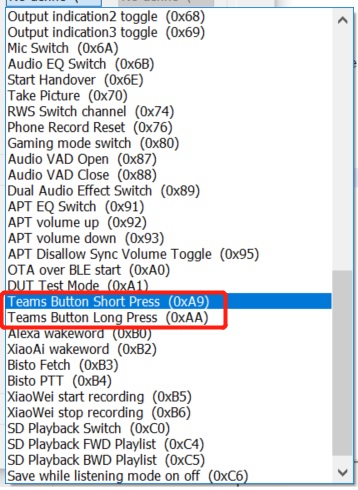 Output indication2 toggle (0x68)
Output indication3 toggle (0x69)
Mic Switch (0x6A)
Audio EQ Switch (0x6B)
Start Handover (0x6E)
Take Picture (0x70)
RWS Switch channel (0x74)
Phone Record Reset (0x76)
Gaming mode switch (0x80)
Audio VAD Open (0x87)
Audio VAD Close (0x88)
Dual Audio Effect Switch (0x89)
APT EQ Switch (0x91)
APT volume up (0x92)
APT volume down (0x93)
APT Disallow Sync Volume Toggle (0x95)
OTA over BLE start (0xA0)
DUT Test Mode (0xA1)
Teams Button Short Press (0xA9)
Teams Button Long Press (0xAA)
Alexa wakeword (0xB0)
XiaoAi wakeword (0xB2)
Bisto Fetch (0xB3)
Bisto PTT (0xB4)
XiaoWei start recording (0xB5)
XiaoWei stop recording (0xB6)
SD Playback Switch (0xC0)
SD Playback FWD Playlist (0xC4)
SD Playback BWD Playlist (0xC5)
Save while listening mode on off (0xC6)